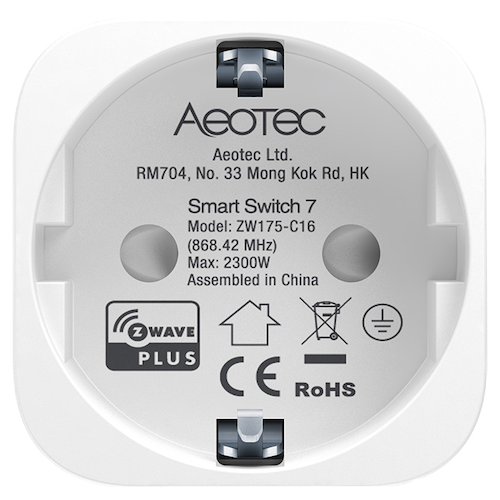 Aeotec
Aeotec Ltd.
RM704, No. 33 Mong Kok Rd, HK
Smart Switch 7
Model: ZW175-C16
(868.42 MHz)
Max: 2300W
Assembled in China
Z WAVE
PLUS
CE
RoHS